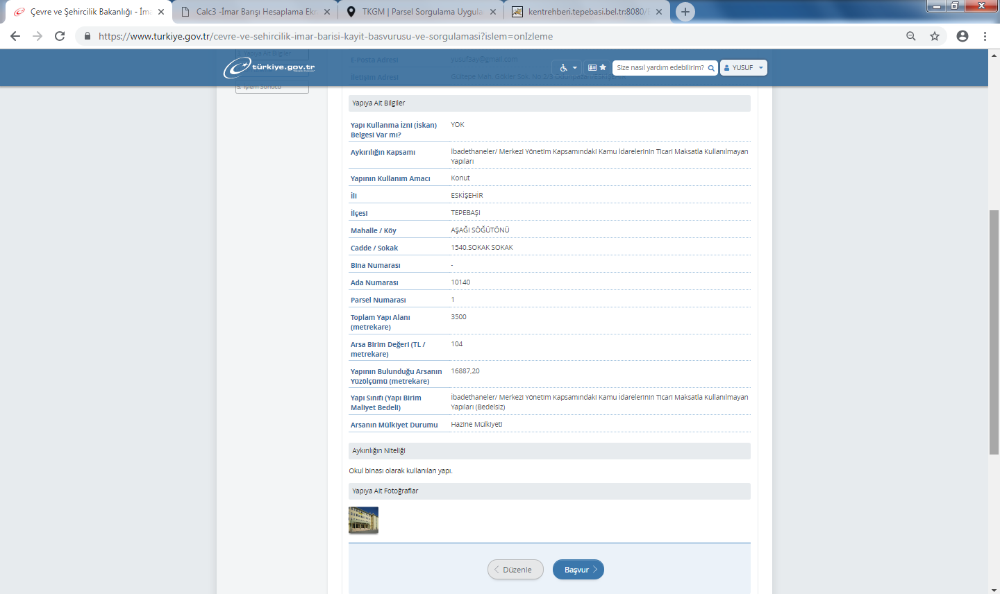 Çevre ve Şehircilik Bakanlığı - İma
Calc3 -İmar Barışı Hesaplama Ekr
TKGM | Parsel Sorgulama Uygula
kentrehberi.tepebasi.bel.tr:8080/
https://www.turkiye.gov.tr/cevre-ve-sehircilik-imar-barisi-kayit-basvurusu-ve-sorgulamasi?islem=onIzleme
türkiye.gov.tr
Size nasıl yardım edebilirim?
YUSUF
E-Posta Adresi
İletişim Adresi
5. İşlem Sonucu
Yapıya Ait Bilgiler
Yapı Kullanma İzni (İskan) YOK
Belgesi Var mı?
Aykırılığın Kapsamı İbadethaneler/ Merkezi Yönetim Kapsamındaki Kamu İdarelerinin Ticari Maksatla Kullanılmayan
Yapıları
Yapının Kullanım Amacı Konut
İli ESKİŞEHİR
İlçesi TEPEBAŞI
Mahalle / Köy AŞAĞI SÖĞÜTÖNÜ
Cadde / Sokak 1540.SOKAK SOKAK
Bina Numarası -
Ada Numarası 10140
Parsel Numarası 1
Toplam Yapı Alanı 3500
(metrekare)
Arsa Birim Değeri (TL / 104
metrekare)
Yapının Bulunduğu Arsanın 16887,20
Yüzölçümü (metrekare)
Yapı Sınıfı (Yapı Birim İbadethaneler/ Merkezi Yönetim Kapsamındaki Kamu İdarelerinin Ticari Maksatla Kullanılmayan
Maliyet Bedeli) Yapıları (Bedelsiz)
Arsanın Mülkiyet Durumu Hazine Mülkiyeti
Aykırılığın Niteliği
Okul binası olarak kullanılan yapı.
Yapıya Ait Fotoğraflar
Düzenle
Başvur